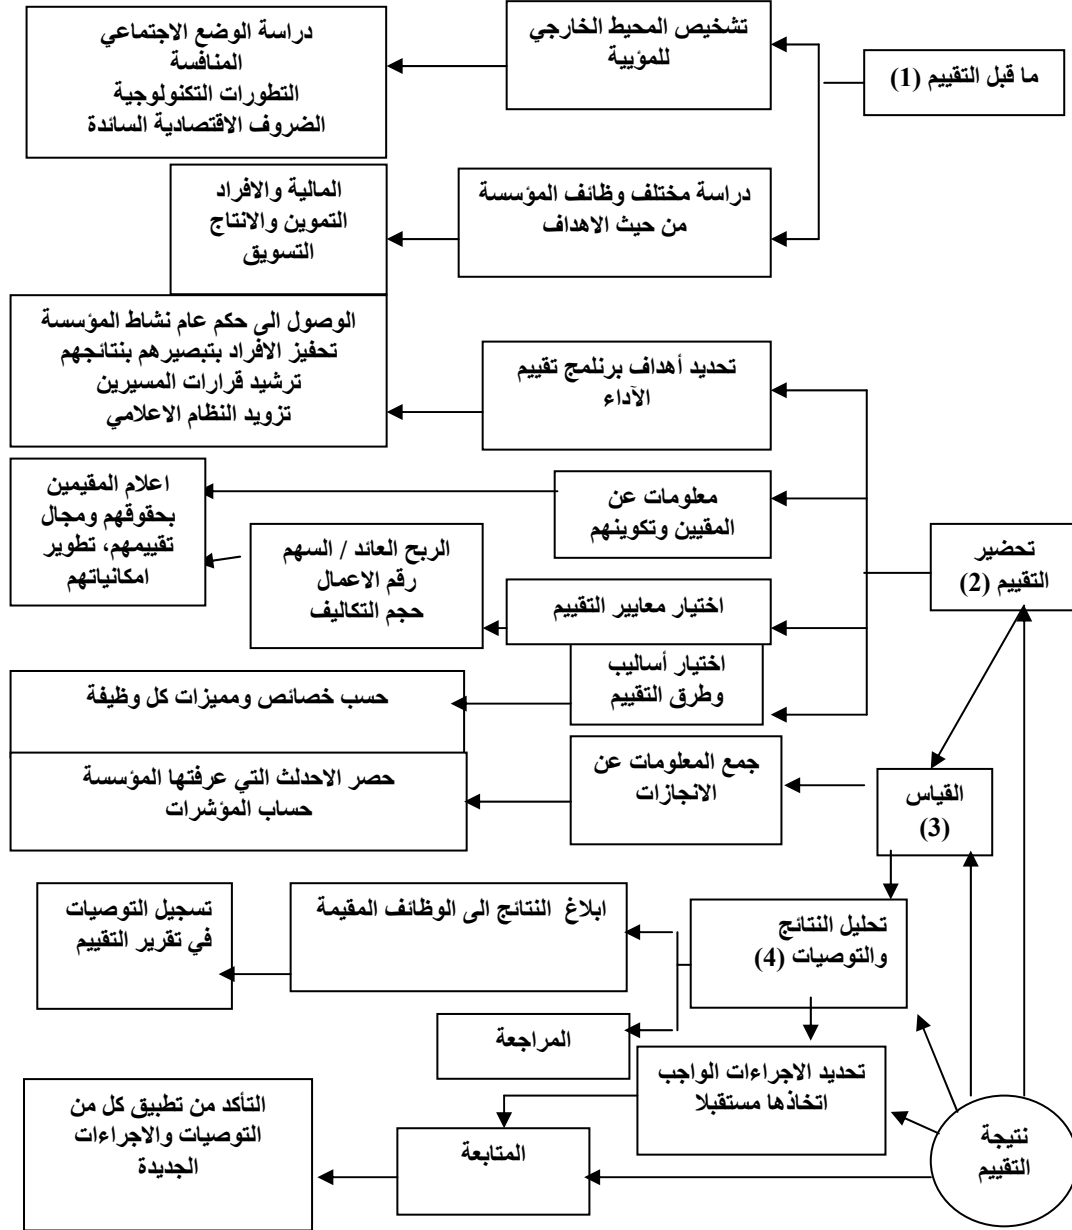 ما قبل التقييم (1)
تشخيص المحيط الخارجي
للمؤيية
دراسة الوضع الاجتماعي
المنافسة
التطورات التكنولوجية
الضروف الاقتصادية السائدة
دراسة مختلف وظائف المؤسسة
من حيث الاهداف
المالية والافراد
التموين والانتاج
التسويق
تحضير
التقييم (2)
تحديد أهداف برنلمج تقييم
الآداء
الوصول الى حكم عام نشاط المؤسسة
تحفيز الافراد بتبصيرهم بنتائجهم
ترشيد قرارات المسيرين
تزويد النظام الاعلامي
معلومات عن
المقيين وتكوينهم
اعلام المقيمين
بحقوقهم ومجال
تقييمهم، تطوير
امكانياتهم
اختيار معايير التقييم
الربح العائد / السهم
رقم الاعمال
حجم التكاليف
اختيار أساليب
وطرق التقييم
حسب خصائص ومميزات كل وظيفة
القياس
(3)
جمع المعلومات عن
الانجازات
حصر الاحدلث التي عرفتها المؤسسة
حساب المؤشرات
تحليل النتائج
والتوصيات (4)
ابلاغ النتائج الى الوظائف المقيمة
تسجيل التوصيات
في تقرير التقييم
المراجعة
تحديد الاجراءات الواجب
اتخاذها مستقبلا
نتيجة
التقييم
المتابعة
التأكد من تطبيق كل من
التوصيات والاجراءات
الجديدة